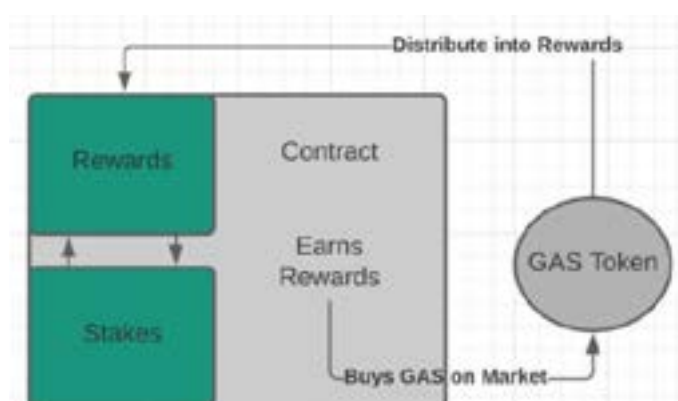 Distribute into Rewards
Rewards
Contract
Earns
Rewards
GAS Token
Stakes
Buys GAS on Market